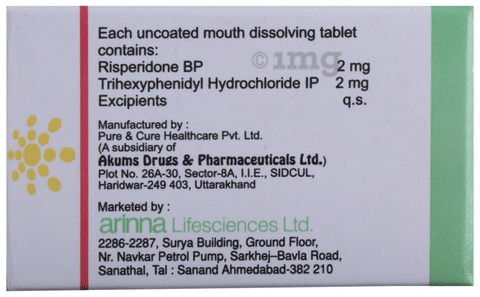 Each uncoated mouth dissolving tablet
contains:
Risperidone BP 2 mg
Trihexyphenidyl Hydrochloride IP 2 mg
Excipients q.s.
©1mg
Manufactured by :
Pure & Cure Healthcare Pvt. Ltd.
(A subsidiary of
Akums Drugs & Pharmaceuticals Ltd.)
Plot No. 26A-30, Sector-8A, I.I.E., SIDCUL,
Haridwar-249 403, Uttarakhand
Marketed by :
arinna Lifesciences Ltd.
2286-2287, Surya Building, Ground Floor,
Nr. Navkar Petrol Pump, Sarkhej–Bavla Road,
Sanathal, Tal : Sanand Ahmedabad-382 210